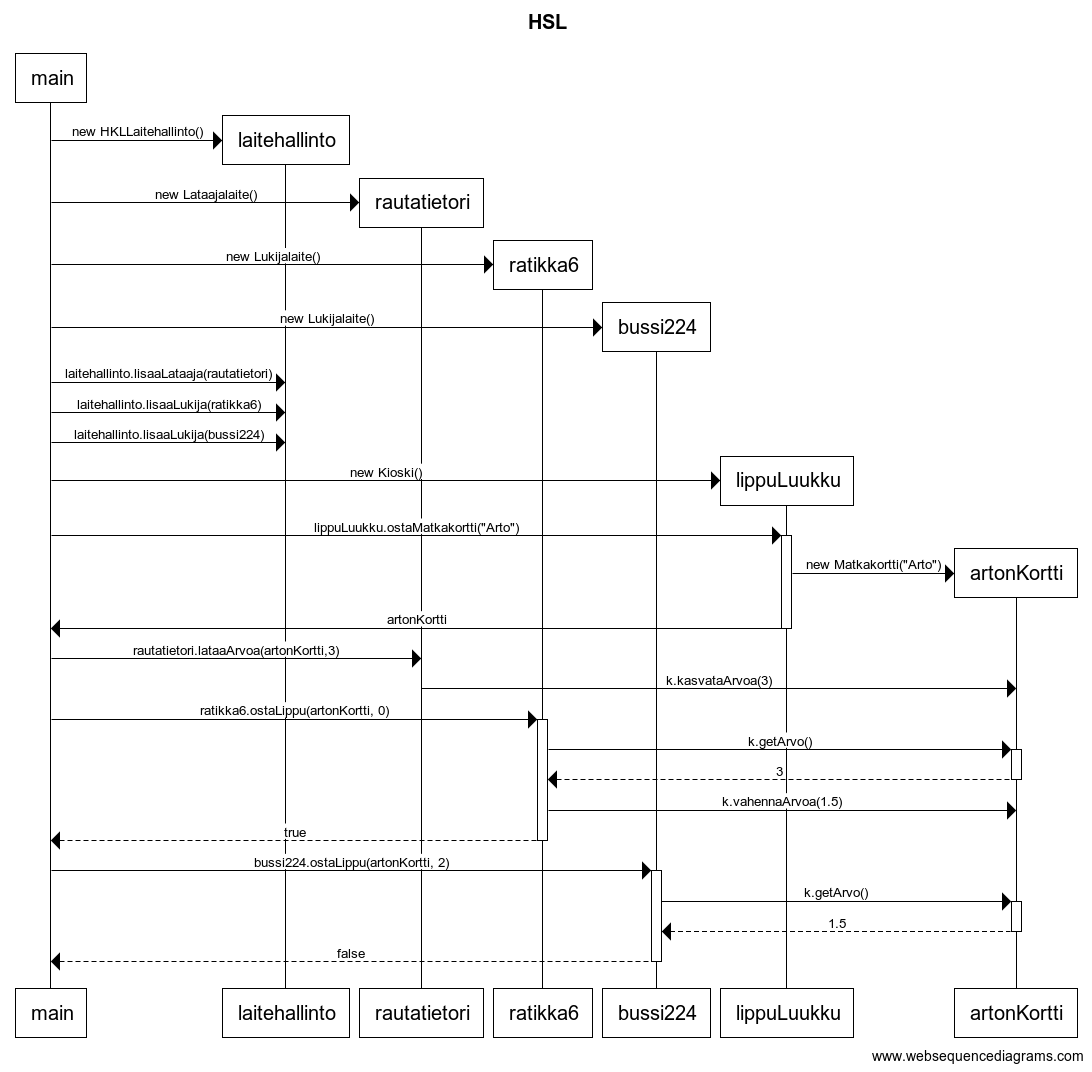 HSL
main
new HKLLaitehallinto()
laitehallinto
new Lataajalaite()
rautatietori
new Lukijalaite()
ratikka6
new Lukijalaite()
bussi224
laitehallinto.lisaaLataaja(rautatietori)
laitehallinto.lisaaLukija(ratikka6)
laitehallinto.lisaaLukija(bussi224)
new Kioski()
lippuLuukku
lippuLuukku.ostaMatkakortti("Arto")
new Matkakortti("Arto")
artonKortti
artonKortti
rautatietori.lataaArvoa(artonKortti,3)
k.kasvataArvoa(3)
ratikka6.ostaLippu(artonKortti, 0)
k.getArvo()
3
k.vahennaArvoa(1.5)
true
bussi224.ostaLippu(artonKortti, 2)
k.getArvo()
1.5
false
main
laitehallinto
rautatietori
ratikka6
bussi224
lippuLuukku
artonKortti
www.websequencediagrams.com